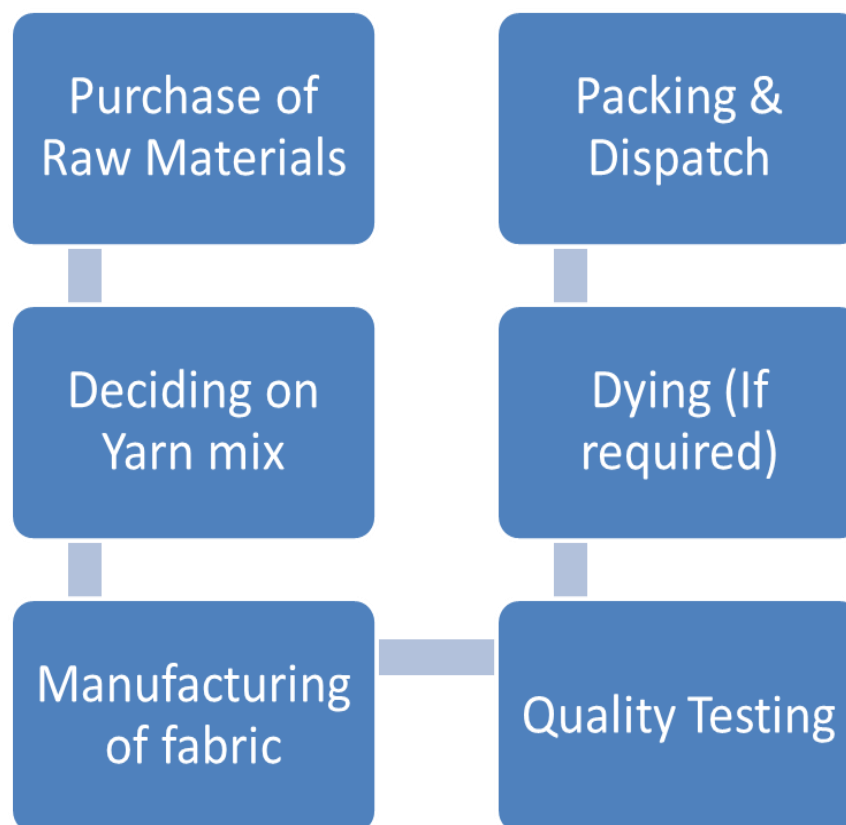 Purchase of
Raw Materials
Deciding on
Yarn mix
Manufacturing
of fabric
Quality Testing
Dying (If
required)
Packing &
Dispatch